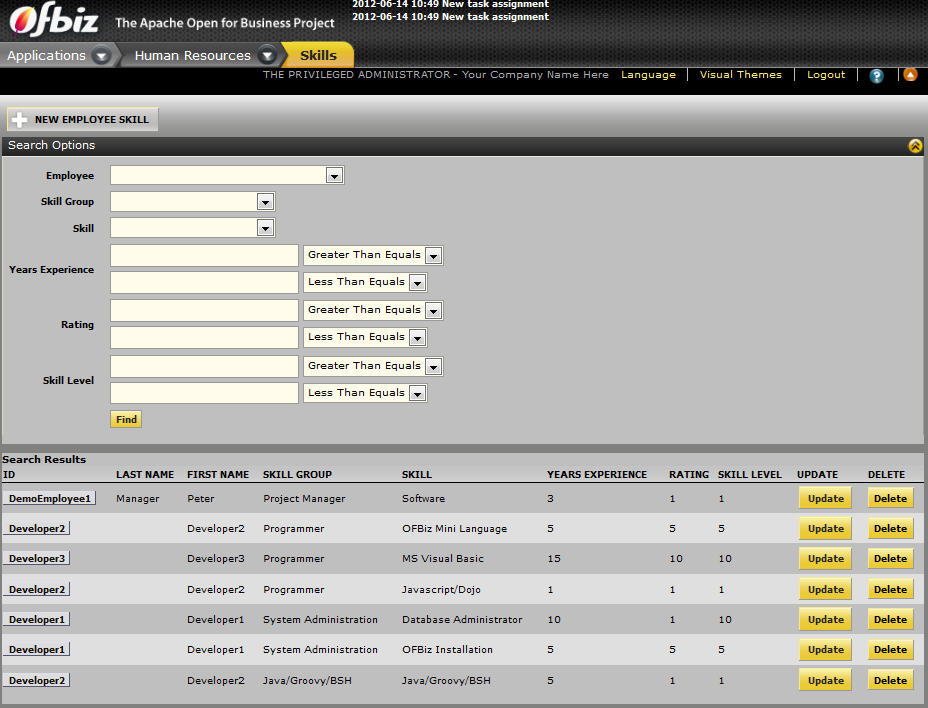 2012-06-14 10:49 New task assignment
2012-06-14 10:49 New task assignment
Ofbiz The Apache Open for Business Project
Applications Human Resources Skills
THE PRIVILEGED ADMINISTRATOR - Your Company Name Here Language Visual Themes Logout ?
NEW EMPLOYEE SKILL
Search Options
Employee
Skill Group
Skill
Greater Than Equals
Years Experience
Less Than Equals
Greater Than Equals
Rating
Less Than Equals
Greater Than Equals
Skill Level
Less Than Equals
Find
Search Results
ID LAST NAME FIRST NAME SKILL GROUP SKILL YEARS EXPERIENCE RATING SKILL LEVEL UPDATE DELETE
DemoEmployee1 Manager Peter Project Manager Software 3 1 1 Update Delete
Developer2 Developer2 Programmer OFBiz Mini Language 5 5 5 Update Delete
Developer3 Developer3 Programmer MS Visual Basic 15 10 10 Update Delete
Developer2 Developer2 Programmer Javascript/Dojo 1 1 1 Update Delete
Developer1 Developer1 System Administration Database Administrator 10 1 10 Update Delete
Developer1 Developer1 System Administration OFBiz Installation 5 5 5 Update Delete
Developer2 Developer2 Java/Groovy/BSH Java/Groovy/BSH 5 1 1 Update Delete